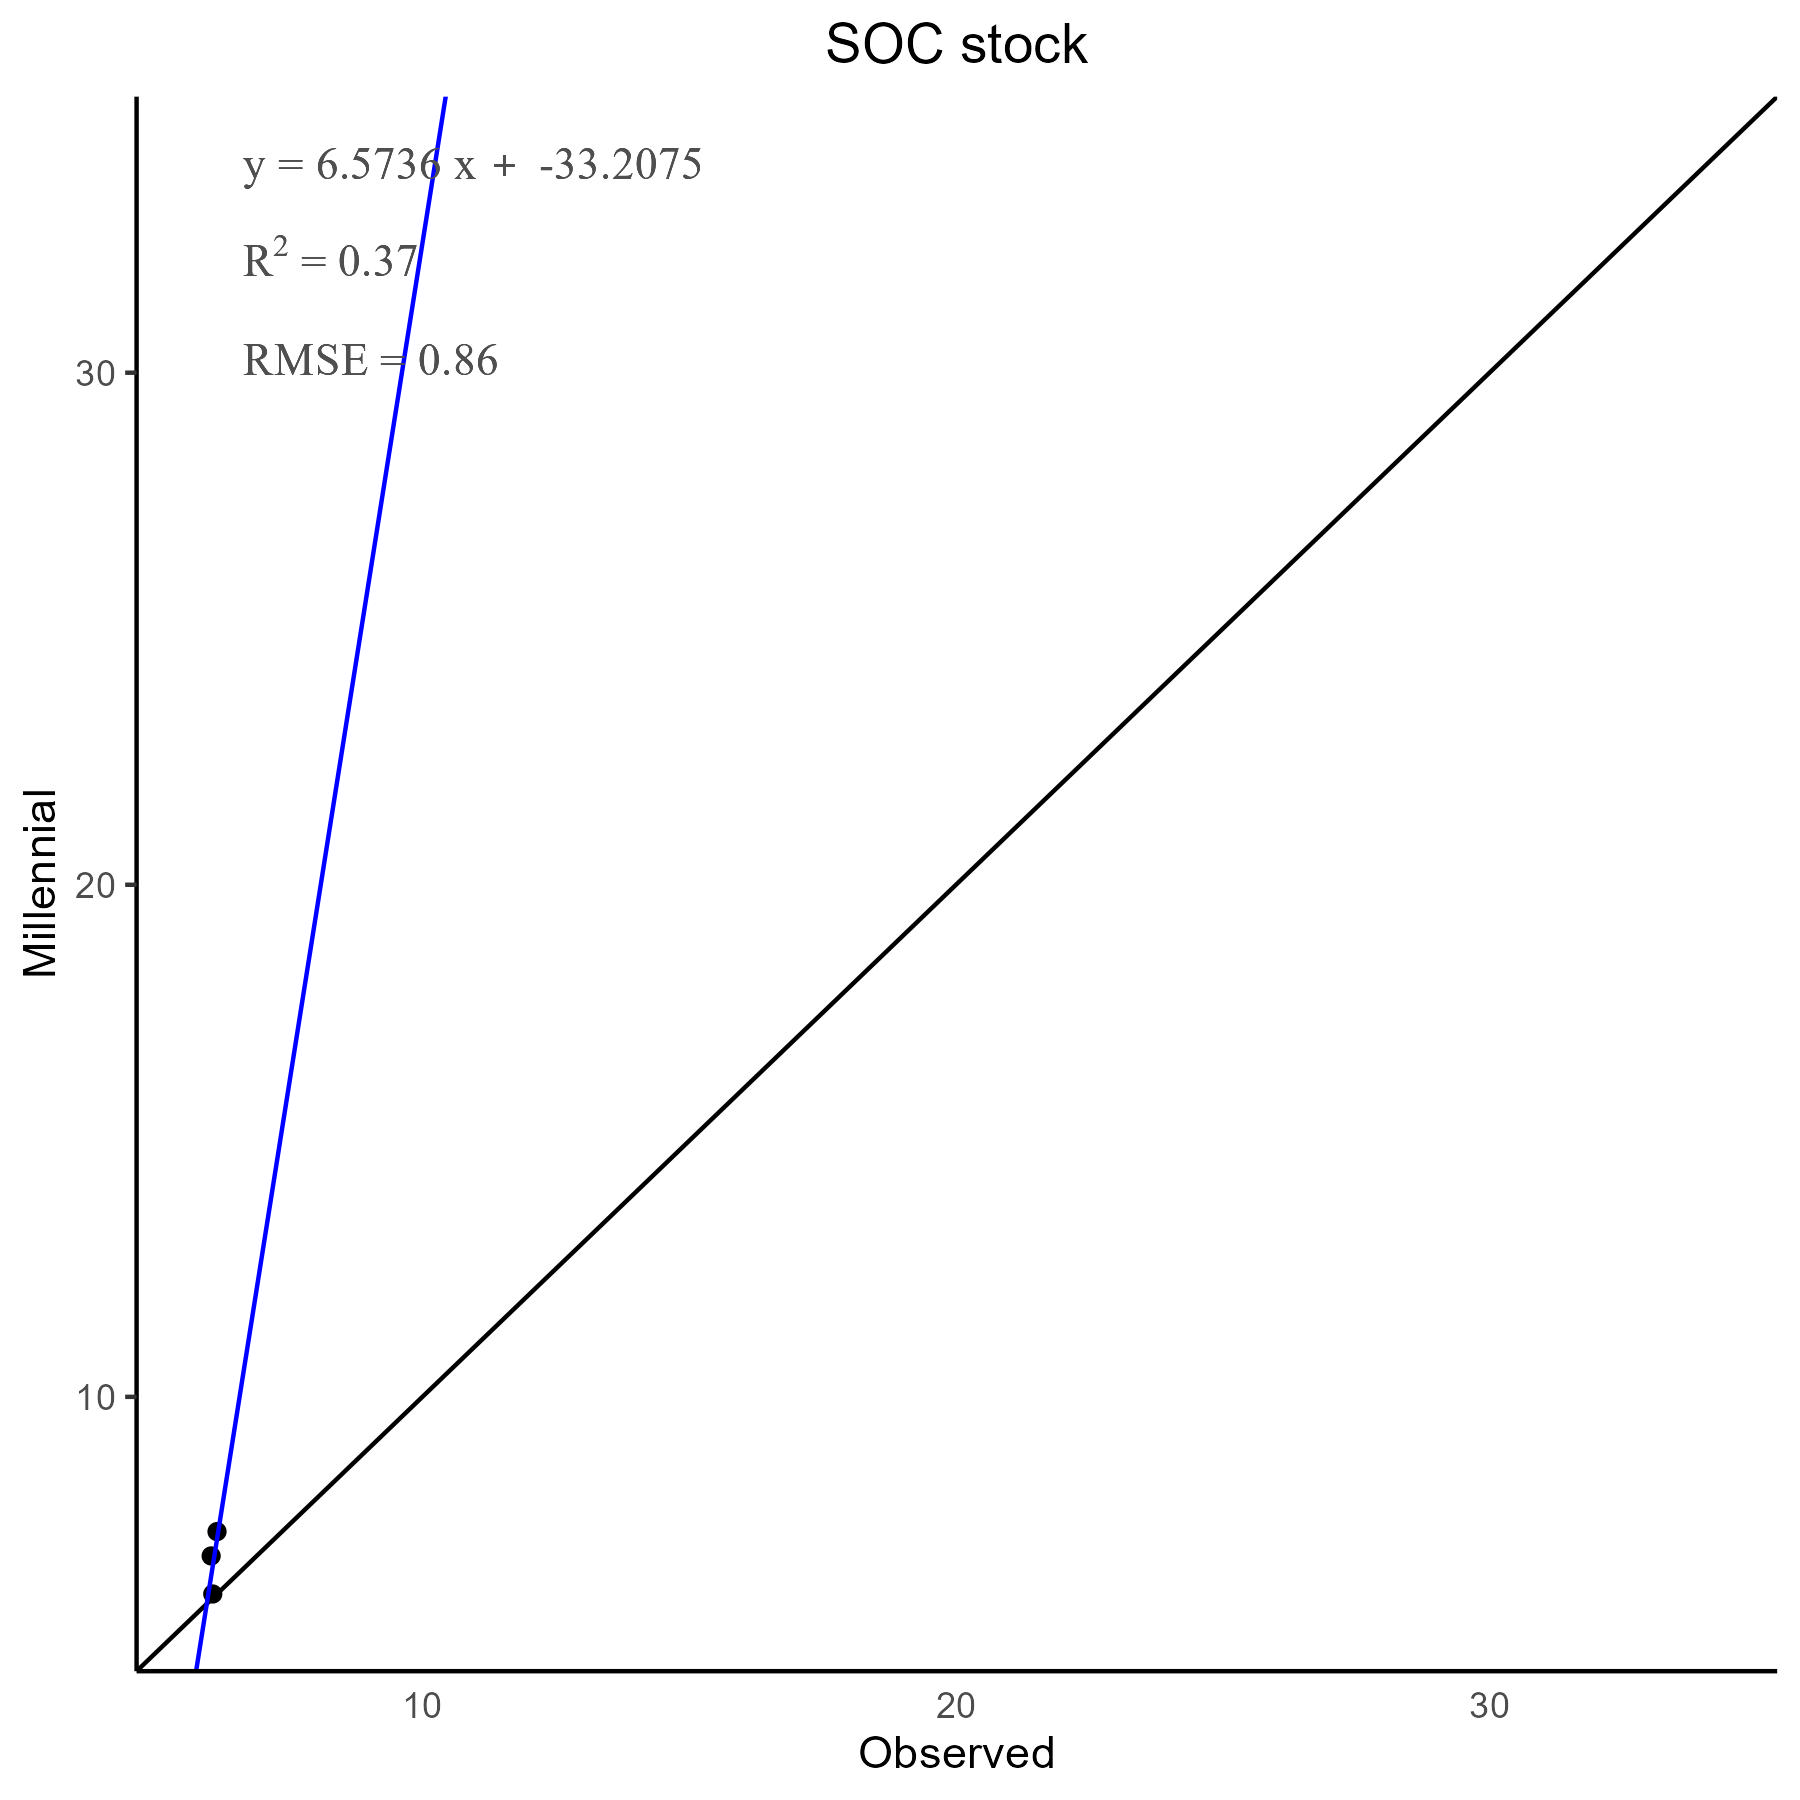 SOC stock
y = 6.5736 x + -33.2075
R² = 0.37
RMSE = 0.86
30
20
10
Millennial
10 20 30
Observed